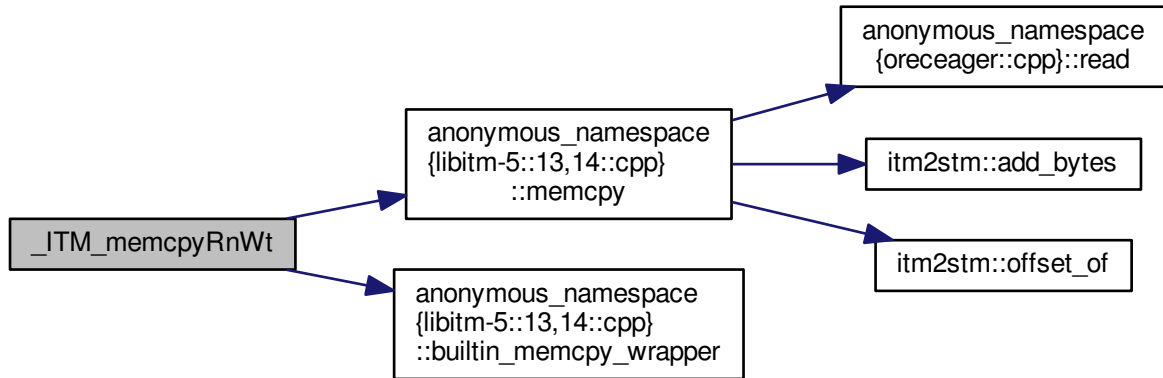 _ITM_memcpyRnWt
anonymous_namespace
{libitm-5::13,14::cpp}
::memcpy
anonymous_namespace
{libitm-5::13,14::cpp}
::builtin_memcpy_wrapper
anonymous_namespace
{oreceager::cpp}::read
itm2stm::add_bytes
itm2stm::offset_of